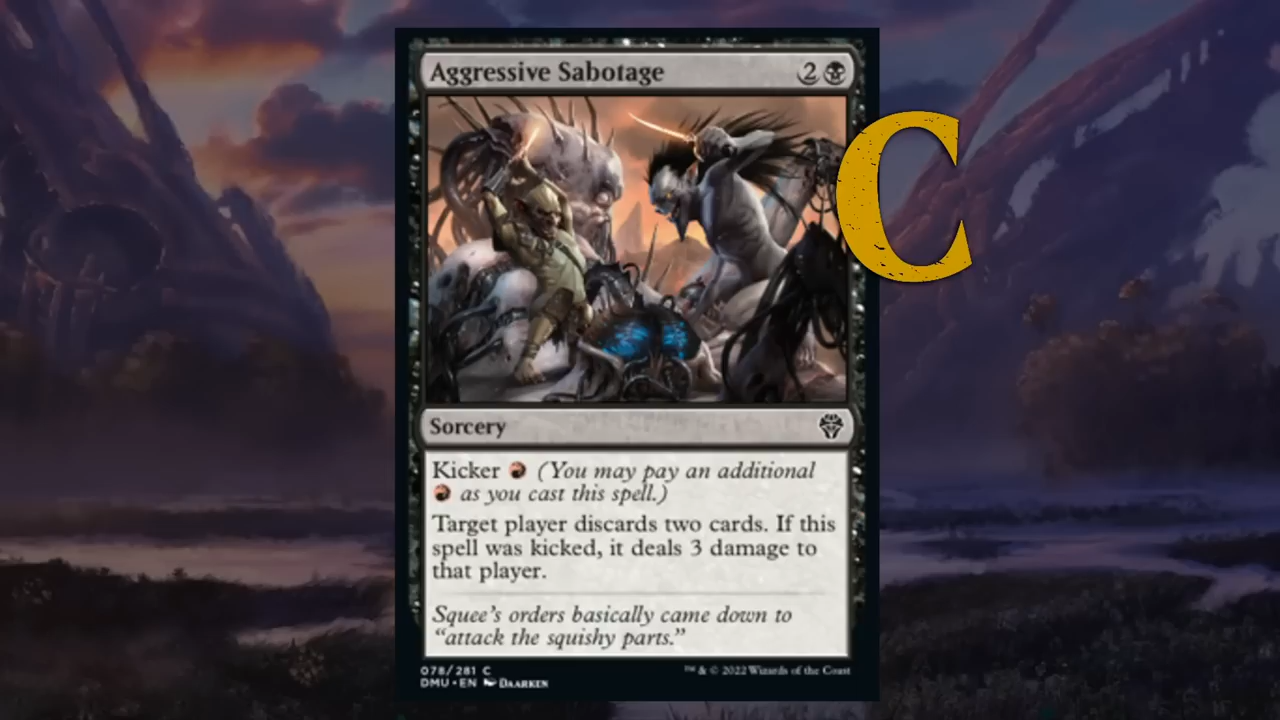 Aggressive Sabotage 2
C
Sorcery
Kicker (You may pay an additional
as you cast this spell.)
Target player discards two cards. If this
spell was kicked, it deals 3 damage to
that player.
Squee's orders basically came down to
"attack the squishy parts."
078/281 C
DMU • EN DAARKEN
™ & © 2022 Wizards of the Coast